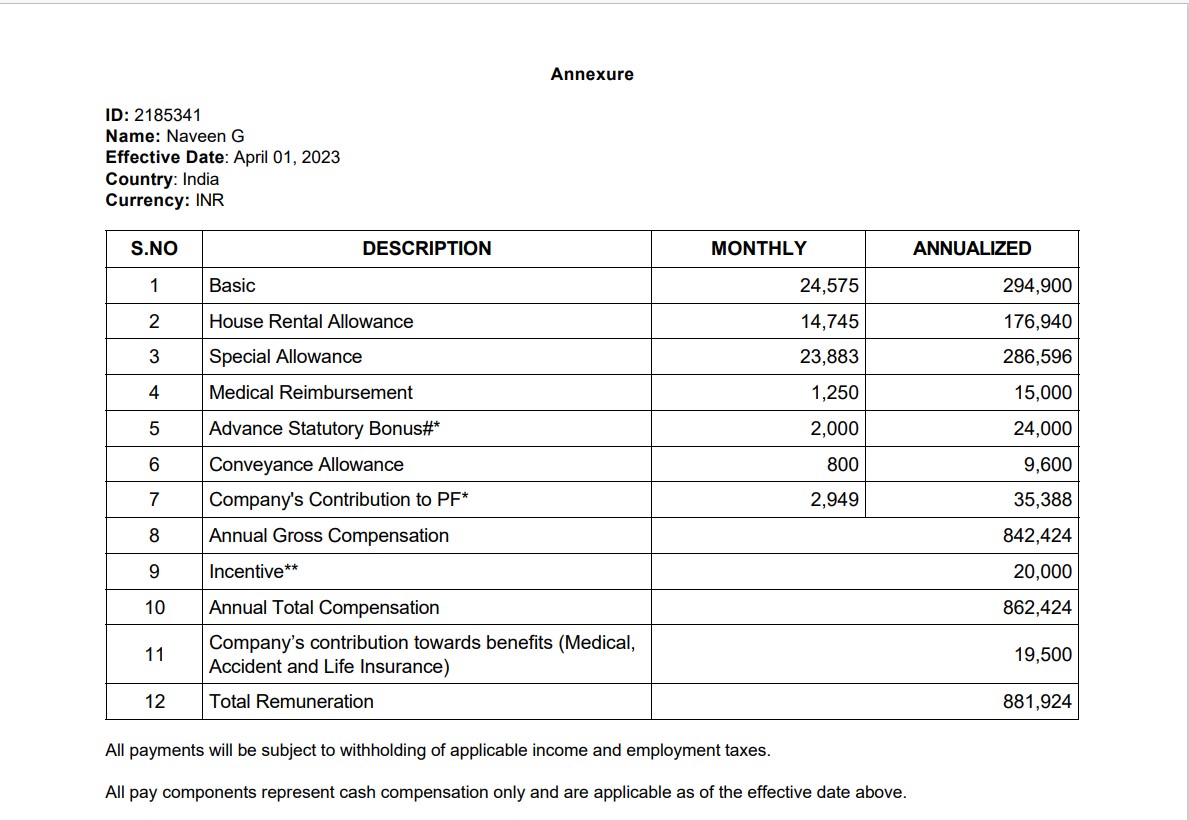 Annexure
ID: 2185341
Name: Naveen G
Effective Date: April 01, 2023
Country: India
Currency: INR
S.NO DESCRIPTION MONTHLY ANNUALIZED
1 Basic 24,575 294,900
2 House Rental Allowance 14,745 176,940
3 Special Allowance 23,883 286,596
4 Medical Reimbursement 1,250 15,000
5 Advance Statutory Bonus#* 2,000 24,000
6 Conveyance Allowance 800 9,600
7 Company's Contribution to PF* 2,949 35,388
8 Annual Gross Compensation 842,424
9 Incentive** 20,000
10 Annual Total Compensation 862,424
11 Company’s contribution towards benefits (Medical,
Accident and Life Insurance) 19,500
12 Total Remuneration 881,924
All payments will be subject to withholding of applicable income and employment taxes.
All pay components represent cash compensation only and are applicable as of the effective date above.